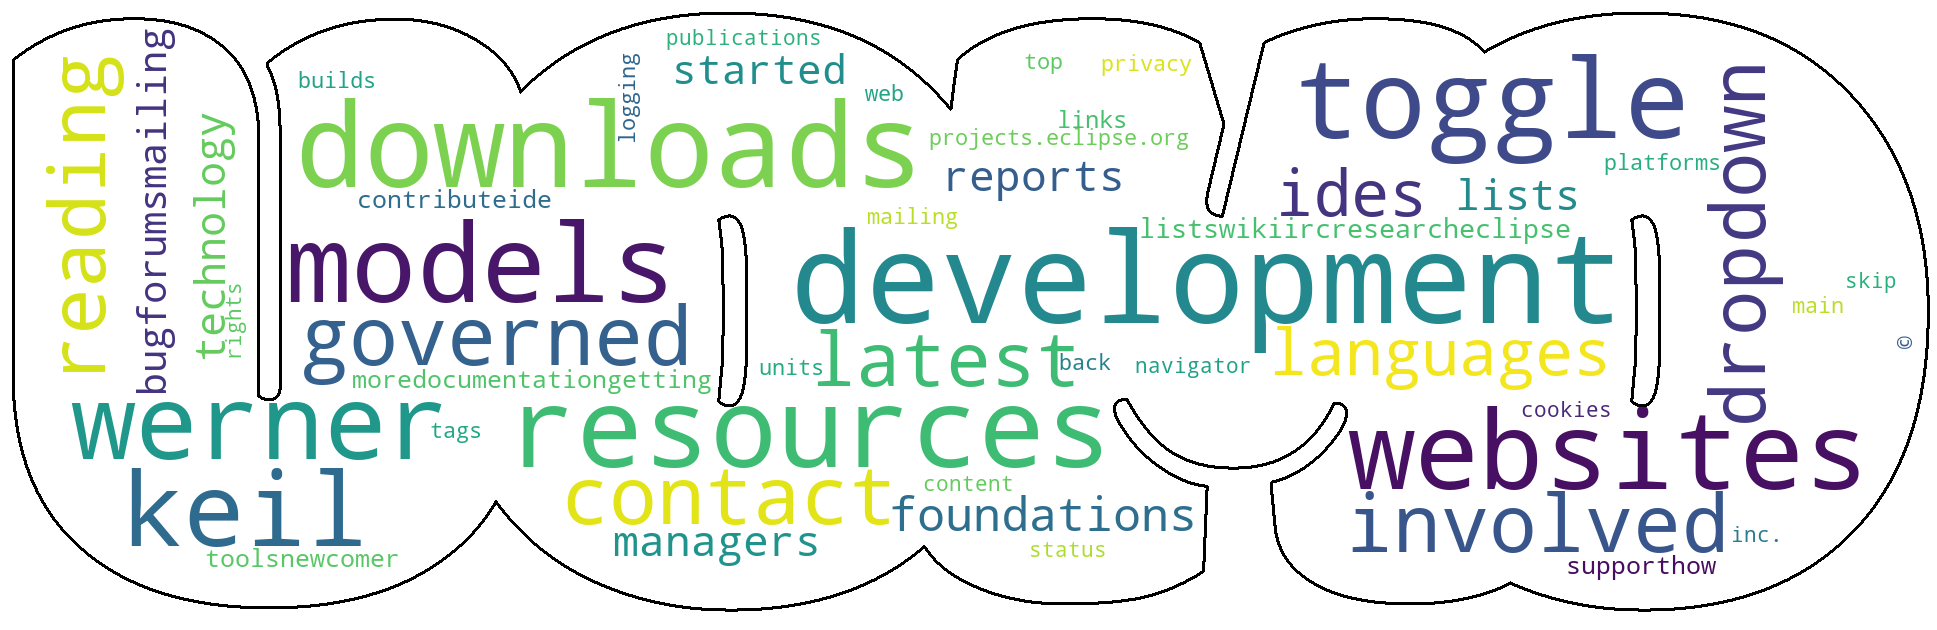 reading
bugforumsmailing
technology
rights
builds
downloads
logging
publications
started
web
top
privacy
links
projects.eclipse.org
reports
contributeide
mailing
models
governed
moredocumentationgetting
toggle
ides
lists
platforms
dropdown
listswikiircresearcheclipse
development
skip
main
©
latest
units
back
navigator
languages
werner
tags
resources
cookies
websites
keil
contact
content
foundations
managers
status
toolsnewcomer
involved
inc.
supporthow